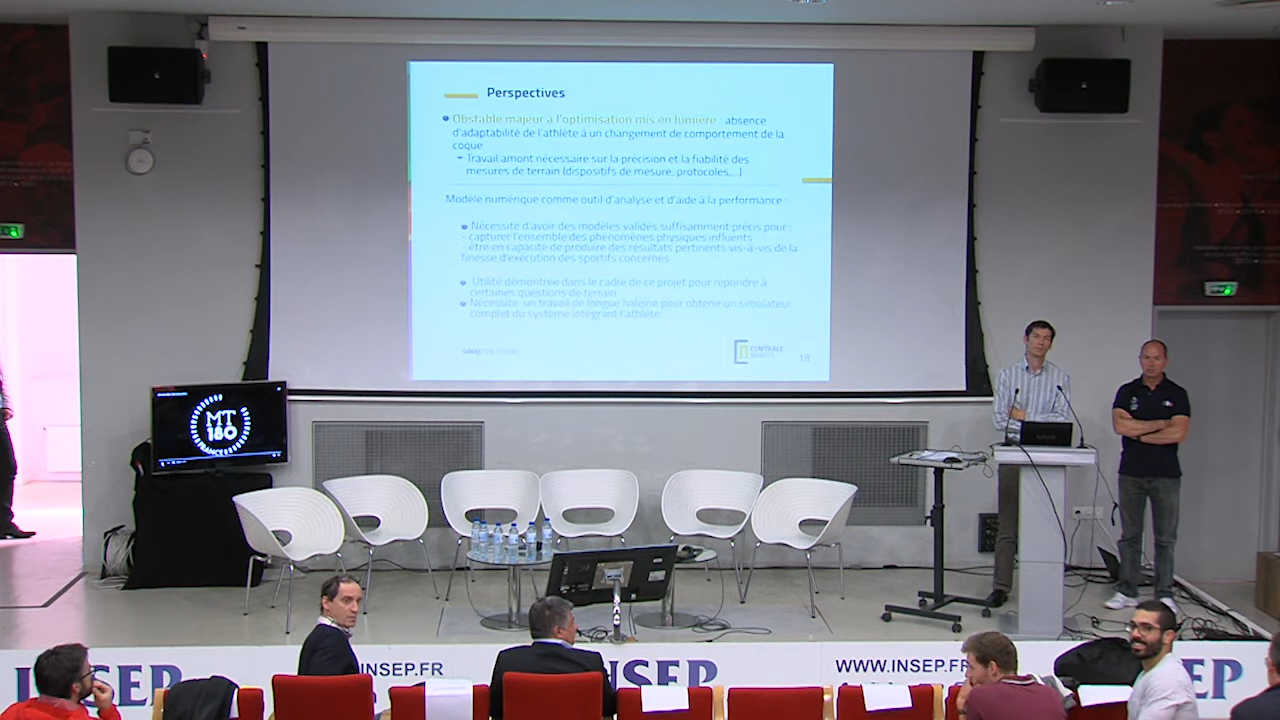 Perspectives
Obstable majeur à l'optimisation mis en lumière : absence
d'adaptabilité de l'athlète à un changement de comportement de la
coque
Travail amont nécessaire sur la précision et la fiabilité des
mesures de terrain (dispositifs de mesure, protocoles,...)
Modèle numérique comme outil d'analyse et d'aide à la performance :
Nécessite d'avoir des modèles validés suffisamment précis pour :
- capturer l'ensemble des phénomènes physiques influents
- être en capacité de produire des résultats pertinents vis-à-vis de la
finesse d'exécution des sportifs concernés
Utilité démontrée dans le cadre de ce projet pour répondre à
certaines questions de terrain
Nécessite un travail de longue haleine pour obtenir un simulateur
complet du système intégrant l'athlète
CENTRALE
NANTES
18
MT
180
FRANCE
INSEP
INSEP.FR
INSEP
WWW.INSEP.FR
EP